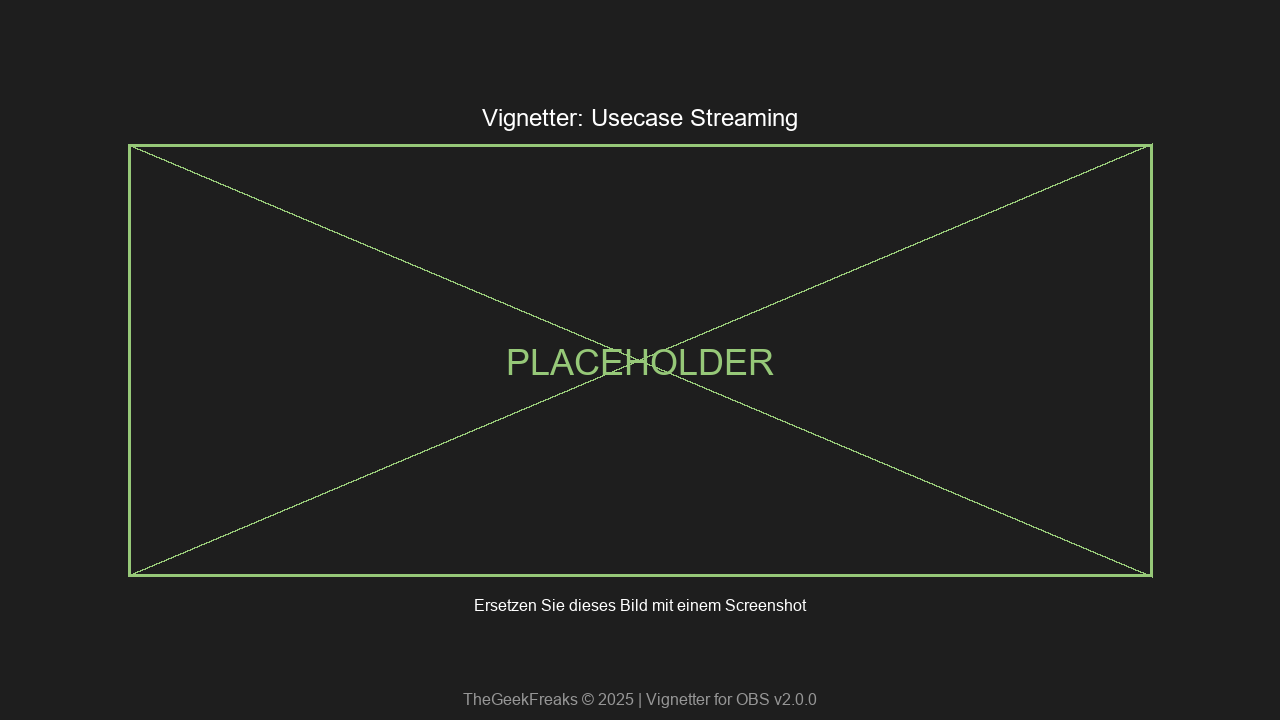 Vignetter: Usecase Streaming
PLACEHOLDER
Ersetzen Sie dieses Bild mit einem Screenshot
TheGeekFreaks © 2025 | Vignetter for OBS v2.0.0